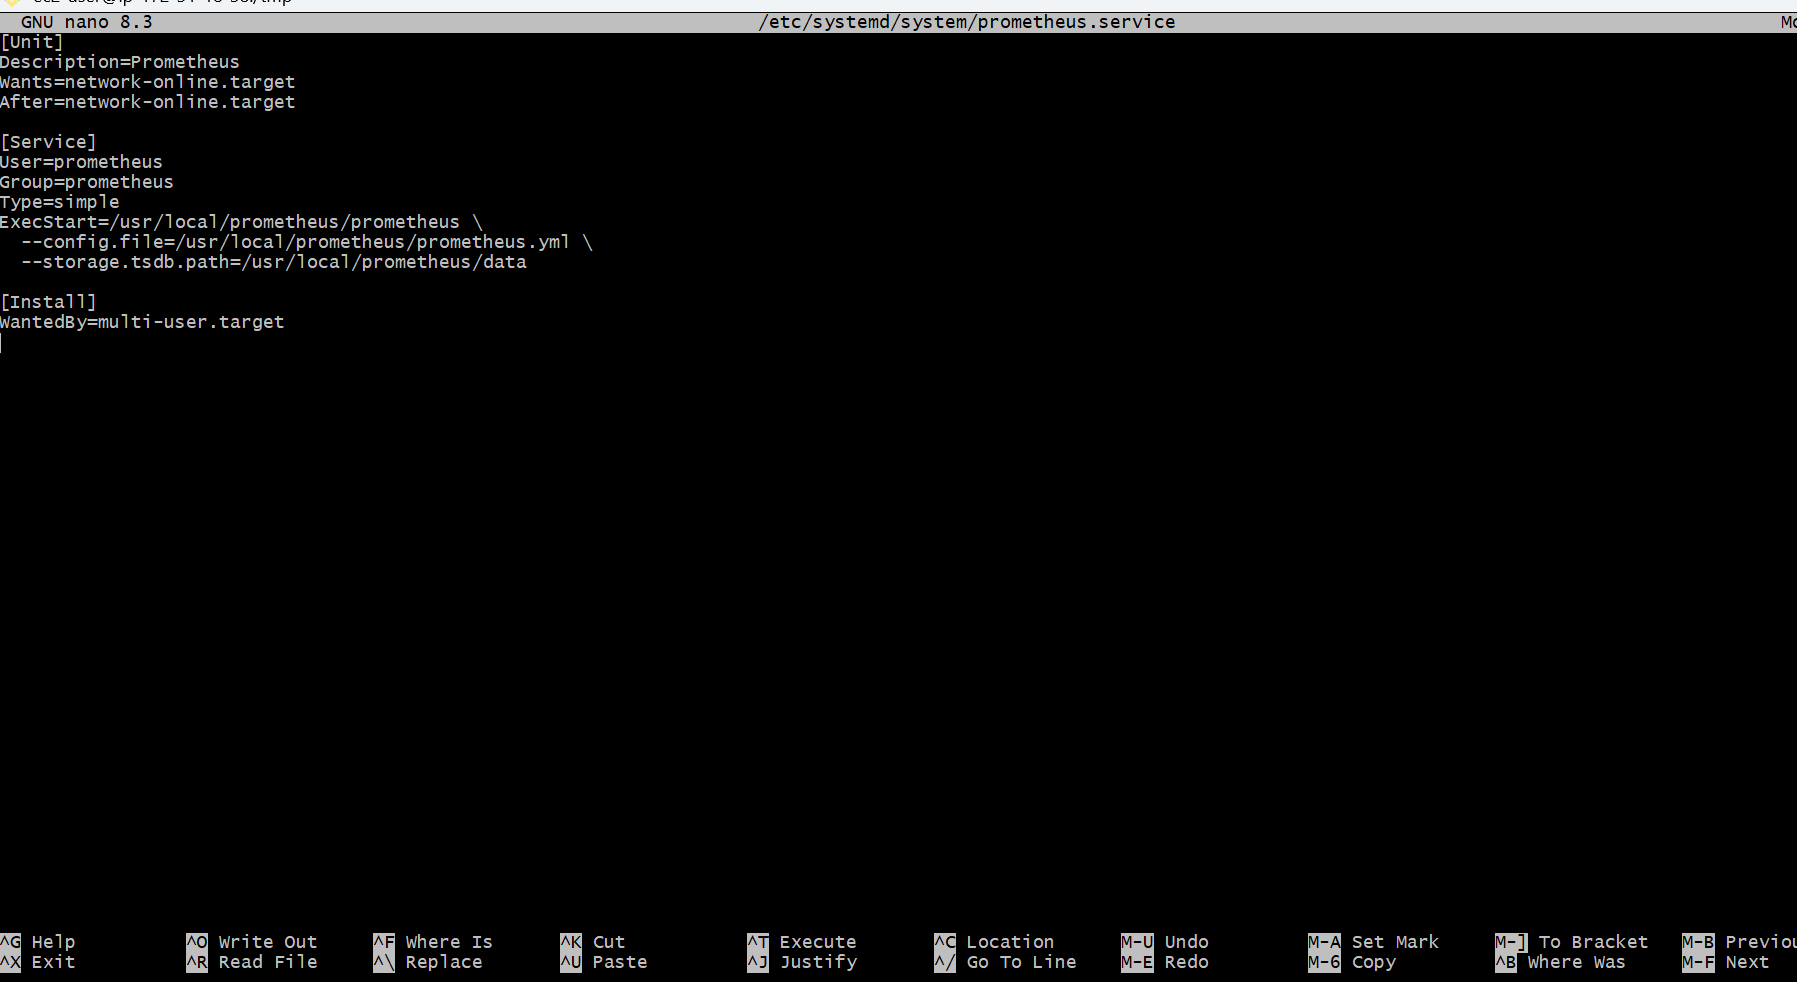 GNU nano 8.3 /etc/systemd/system/prometheus.service
[Unit]
Description=Prometheus
Wants=network-online.target
After=network-online.target
[Service]
User=prometheus
Group=prometheus
Type=simple
ExecStart=/usr/local/prometheus/prometheus \
--config.file=/usr/local/prometheus/prometheus.yml \
--storage.tsdb.path=/usr/local/prometheus/data
[Install]
WantedBy=multi-user.target
^G Help ^O Write Out ^F Where Is ^K Cut ^T Execute ^C Location M-U Undo M-A Set Mark M-] To Bracket M-B Previou
^X Exit ^R Read File ^\ Replace ^U Paste ^J Justify ^/ Go To Line M-E Redo M-6 Copy ^B Where Was M-F Next